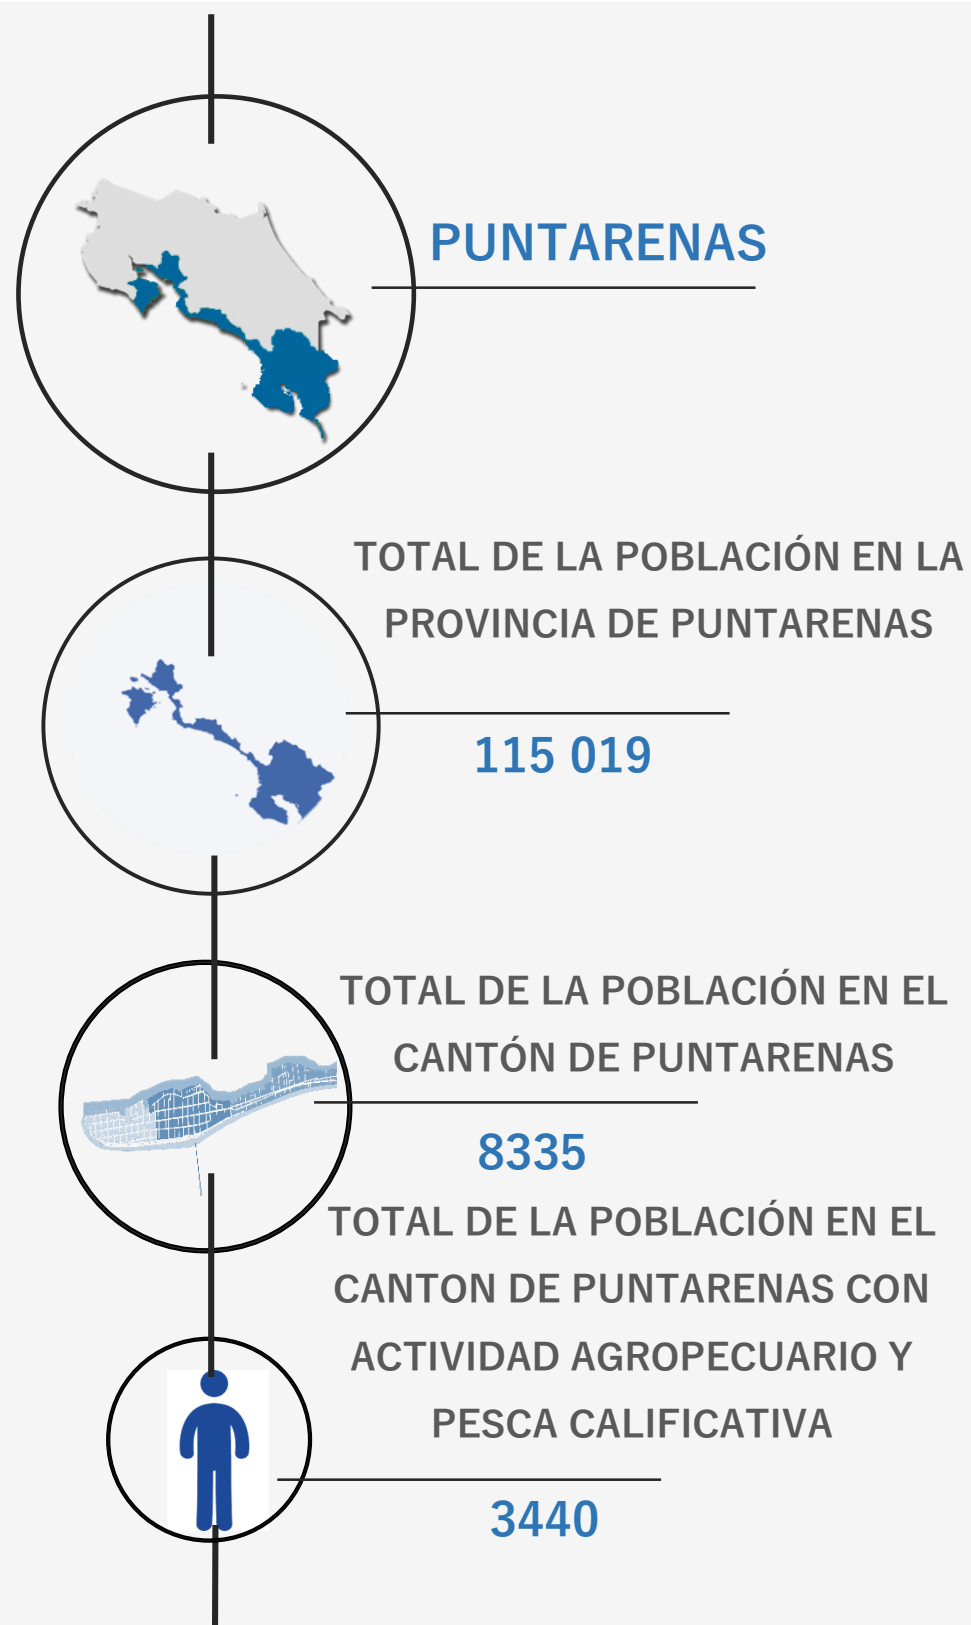 PUNTARENAS
TOTAL DE LA POBLACIÓN EN LA
PROVINCIA DE PUNTARENAS
115 019
TOTAL DE LA POBLACIÓN EN EL
CANTÓN DE PUNTARENAS
8335
TOTAL DE LA POBLACIÓN EN EL
CANTON DE PUNTARENAS CON
ACTIVIDAD AGROPECUARIO Y
PESCA CALIFICATIVA
3440